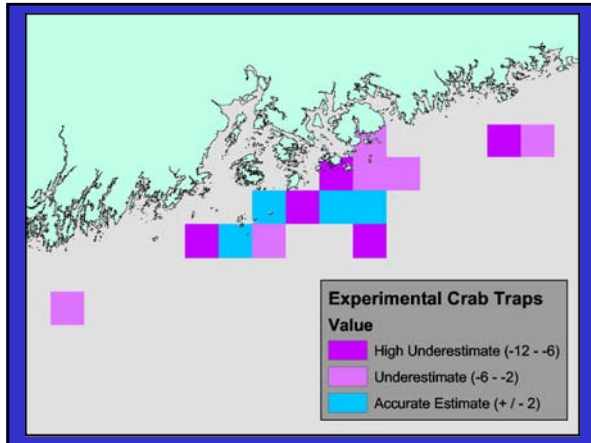 Experimental Crab Traps
Value
High Underestimate (-12 - -6)
Underestimate (-6 - -2)
Accurate Estimate (+ / - 2)